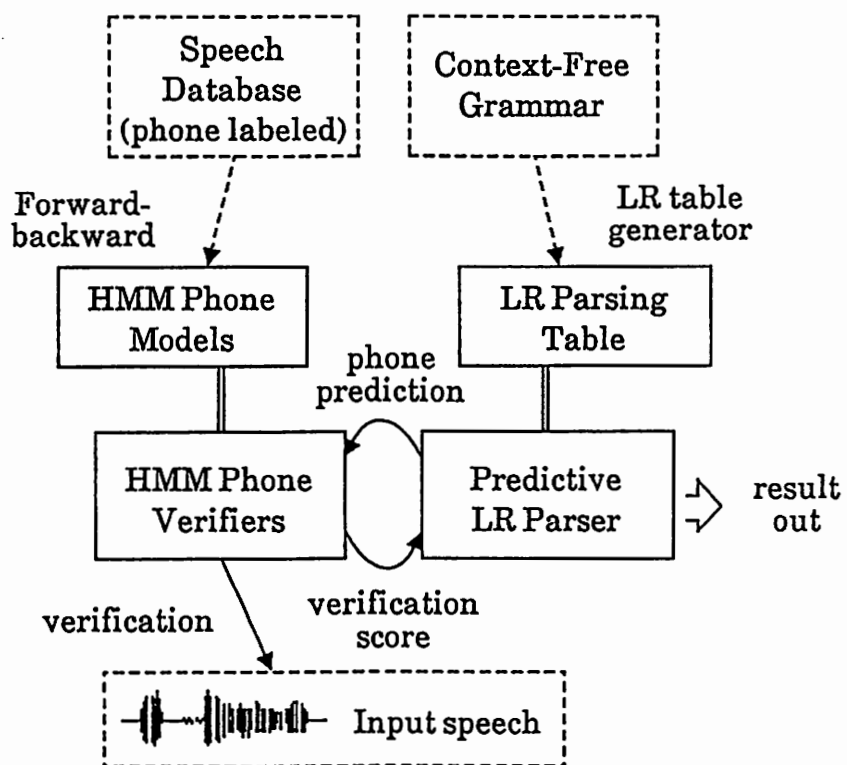 Speech
Database
(phone labeled)
Context-Free
Grammar
Forward-
backward
LR table
generator
HMM Phone
Models
LR Parsing
Table
phone
prediction
HMM Phone
Verifiers
Predictive
LR Parser
result
out
verification
verification
score
Input speech